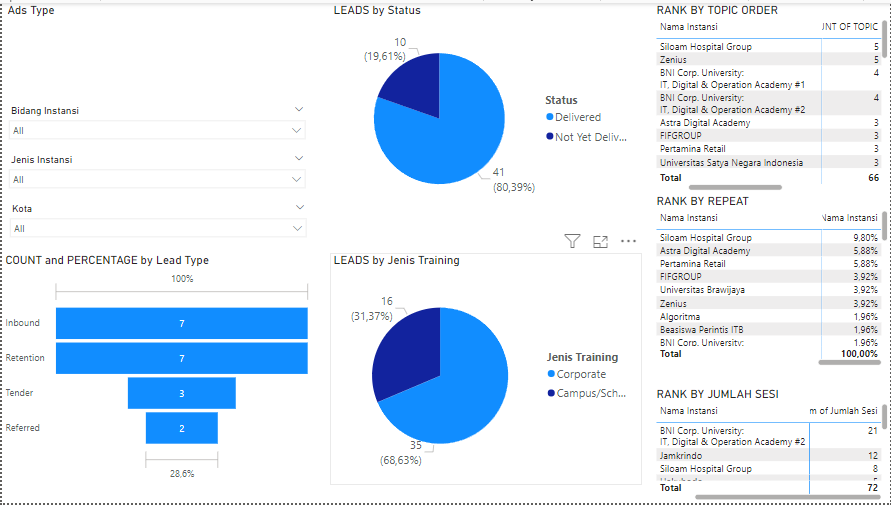 Ads Type
Bidang Instansi
All
Jenis Instansi
All
Kota
All
LEADS by Status
10
(19,61%)
41
(80,39%)
Status
Delivered
Not Yet Deliv...
RANK BY TOPIC ORDER
Nama Instansi JNT OF TOPIC
Siloam Hospital Group 5
Zenius 5
BNI Corp. University: 4
IT, Digital & Operation Academy #1
BNI Corp. University: 4
IT, Digital & Operation Academy #2
Astra Digital Academy 3
FIFGROUP 3
Pertamina Retail 3
Universitas Satya Negara Indonesia 3
Total 66
RANK BY REPEAT
Nama Instansi Nama Instansi
Siloam Hospital Group 9.80%
Astra Digital Academy 5,88%
Pertamina Retail 5,88%
FIFGROUP 3,92%
Universitas Brawijaya 3,92%
Zenius 3,92%
Algoritma 1,96%
Beasiswa Perintis ITB 1,96%
BNI Corp. University: 1,96%
Total 100,00%
COUNT and PERCENTAGE by Lead Type
100%
Inbound 7
Retention 7
Tender 3
Referred 2
28,6%
LEADS by Jenis Training
16
(31,37%)
35
(68,63%)
Jenis Training
Corporate
Campus/Sch...
RANK BY JUMLAH SESI
Nama Instansi m of Jumlah Sesi
BNI Corp. University: 21
IT, Digital & Operation Academy #2
Jamkrindo 12
Siloam Hospital Group 8
Total 72